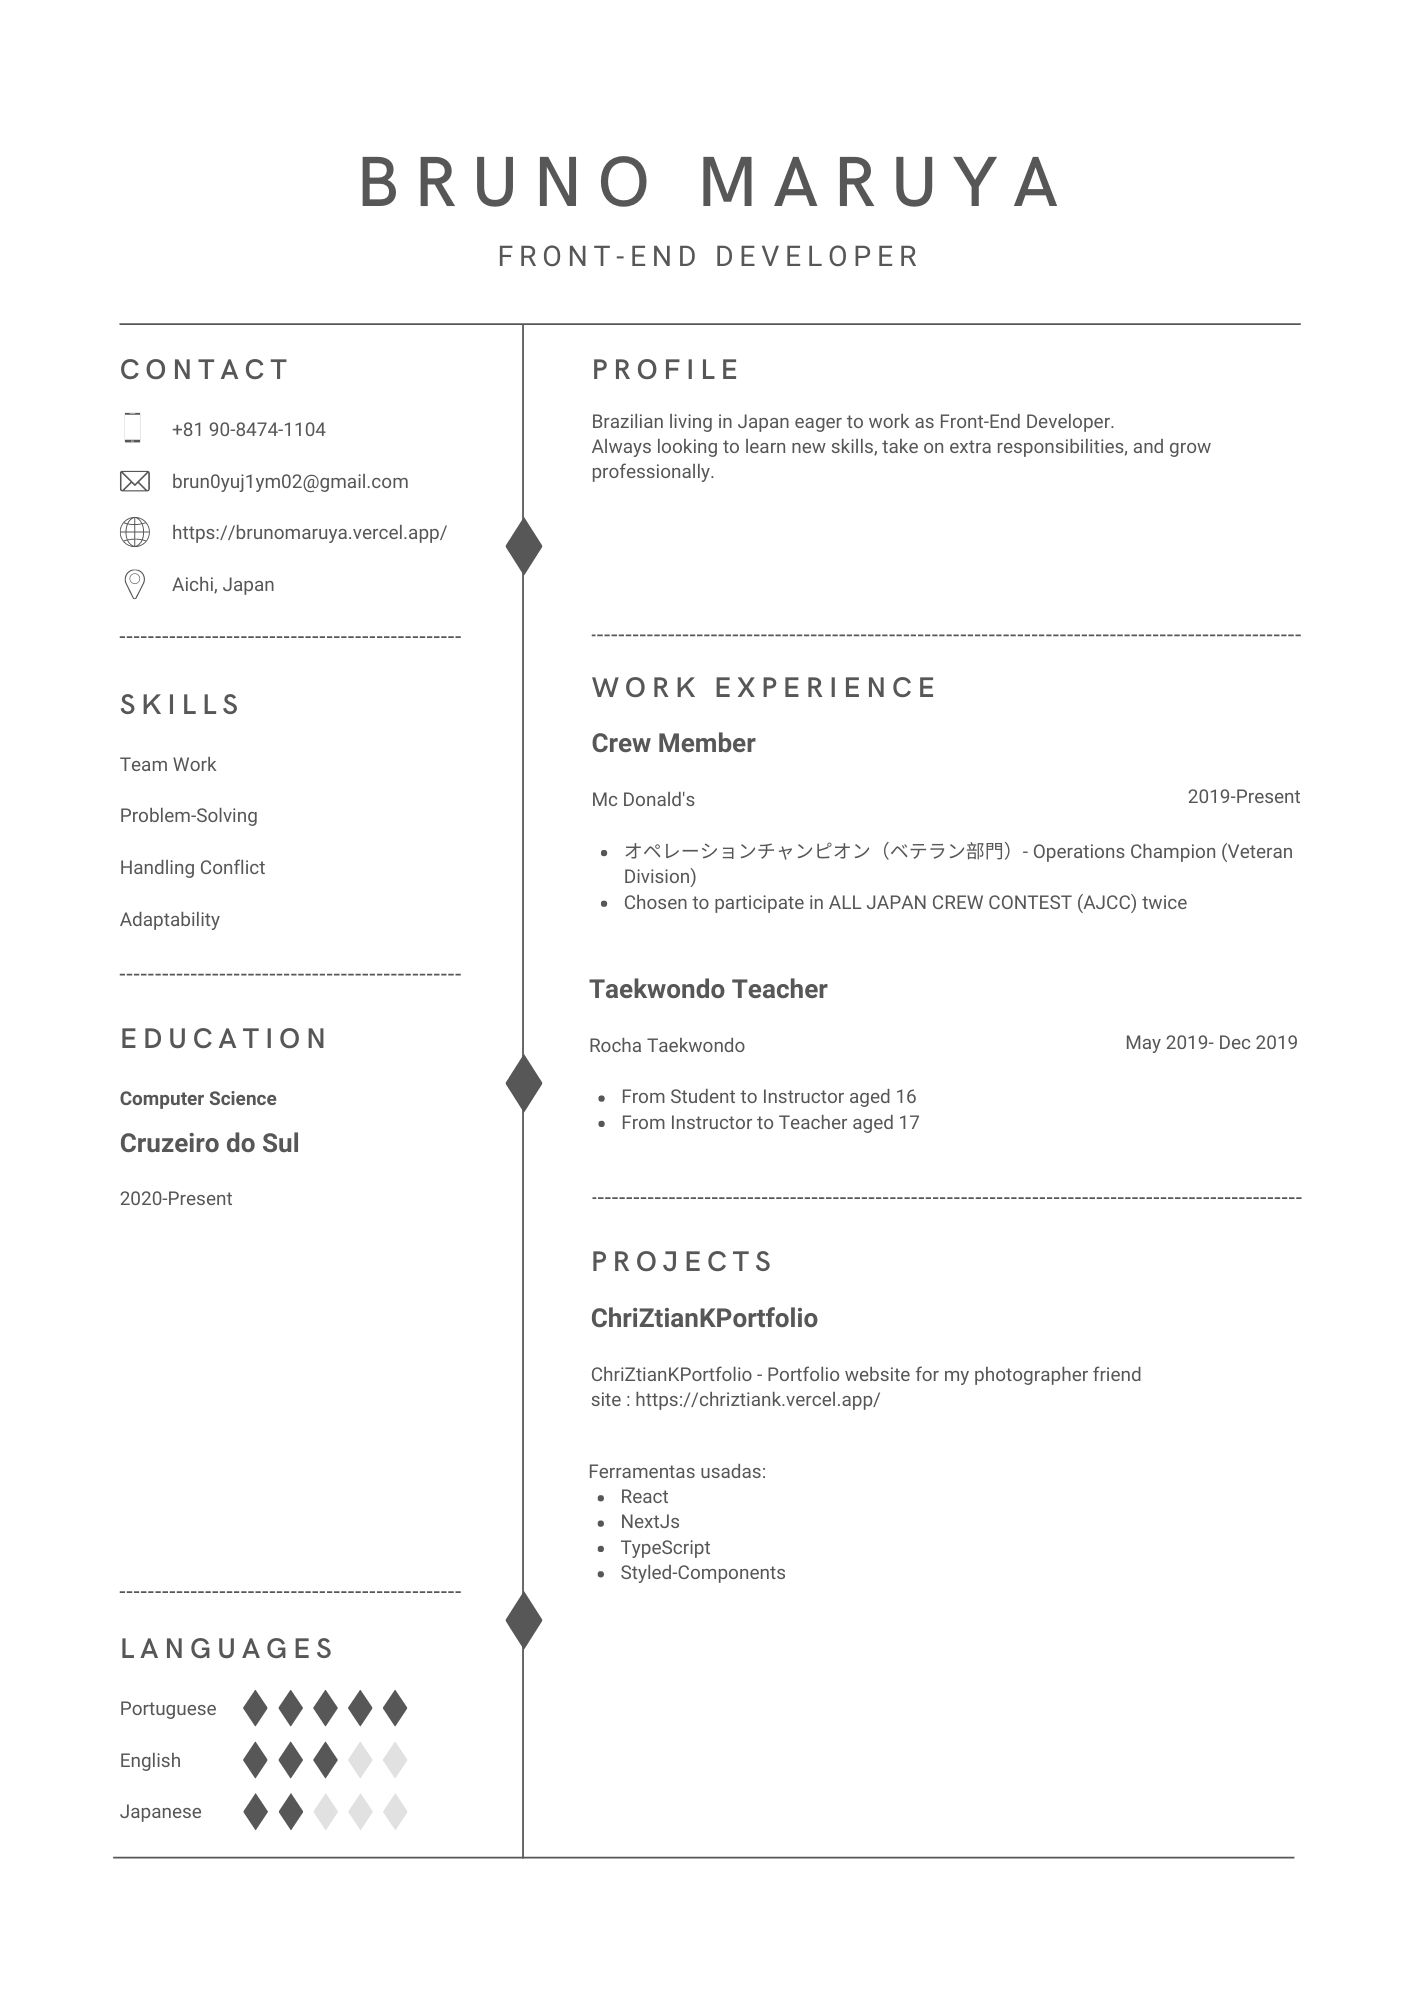 BRUNO MARUYA
FRONT-END DEVELOPER
CONTACT
+81 90-8474-1104
brun0yuj1ym02@gmail.com
https://brunomaruya.vercel.app/
Aichi, Japan
SKILLS
Team Work
Problem-Solving
Handling Conflict
Adaptability
EDUCATION
Computer Science
Cruzeiro do Sul
2020-Present
LANGUAGES
Portuguese
English
Japanese
PROFILE
Brazilian living in Japan eager to work as Front-End Developer.
Always looking to learn new skills, take on extra responsibilities, and grow
professionally.
WORK EXPERIENCE
Crew Member
Mc Donald's 2019-Present
• オペレーションチャンピオン（ベテラン部門）- Operations Champion (Veteran
Division)
• Chosen to participate in ALL JAPAN CREW CONTEST (AJCC) twice
Taekwondo Teacher
Rocha Taekwondo May 2019- Dec 2019
• From Student to Instructor aged 16
• From Instructor to Teacher aged 17
PROJECTS
ChriZtianKPortfolio
ChriZtianKPortfolio - Portfolio website for my photographer friend
site : https://chriztiank.vercel.app/
Ferramentas usadas:
• React
• NextJs
• TypeScript
• Styled-Components